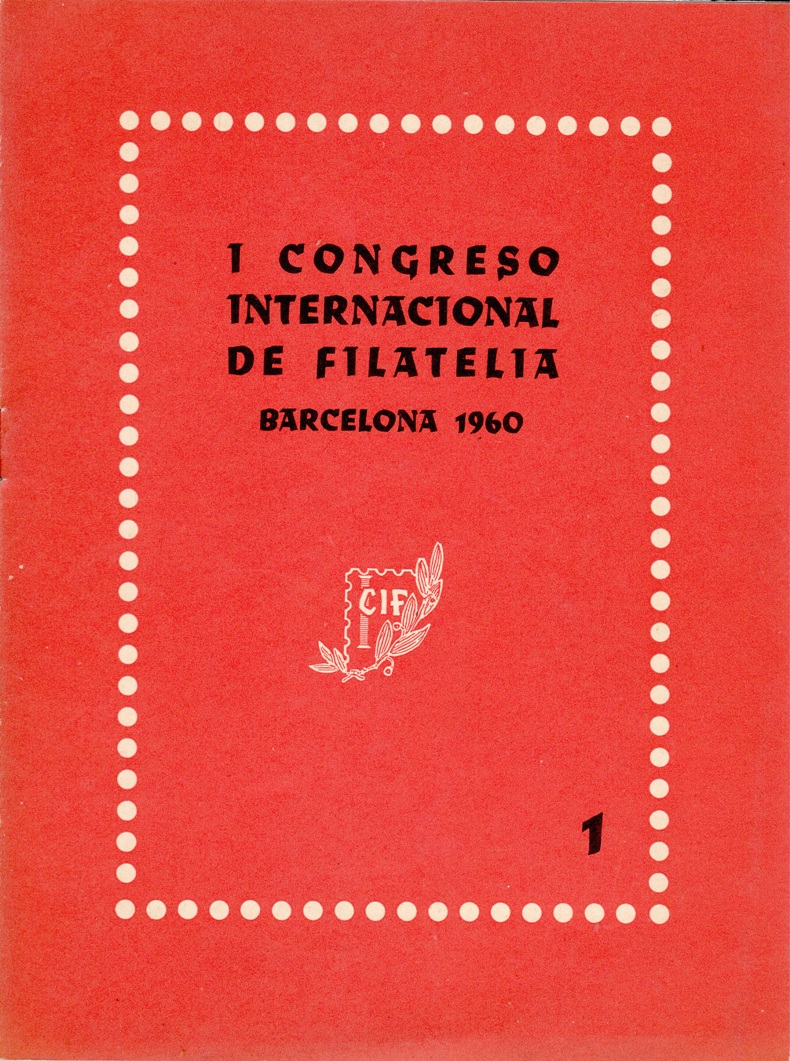 I CONGRESO
INTERNACIONAL
DE FILATELIA
BARCELONA 1960
CIF
1